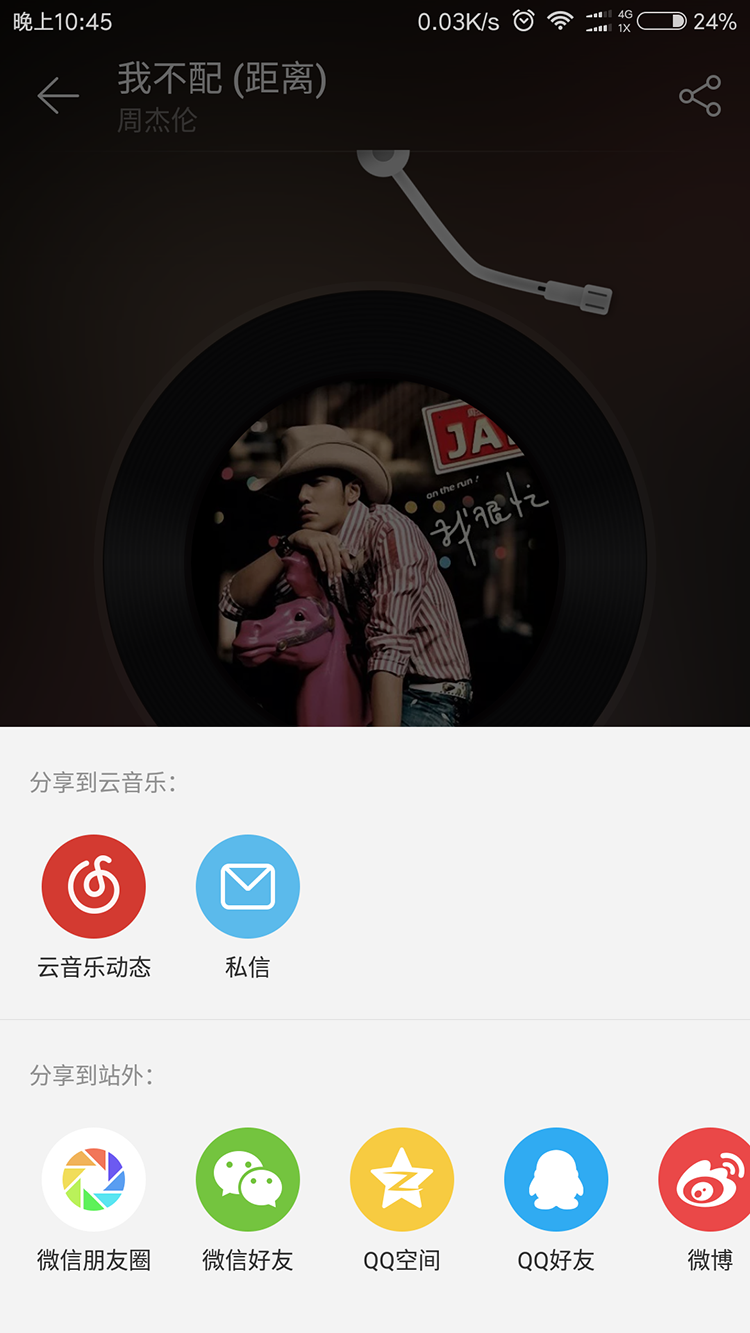 晚上10:45
0.03K/s
4G
1X
24%
我不配 (距离)
周杰伦
JA
on the run!
我很忙
分享到云音乐:
云音乐动态
私信
分享到站外:
微信朋友圈
微信好友
QQ空间
QQ好友
微博